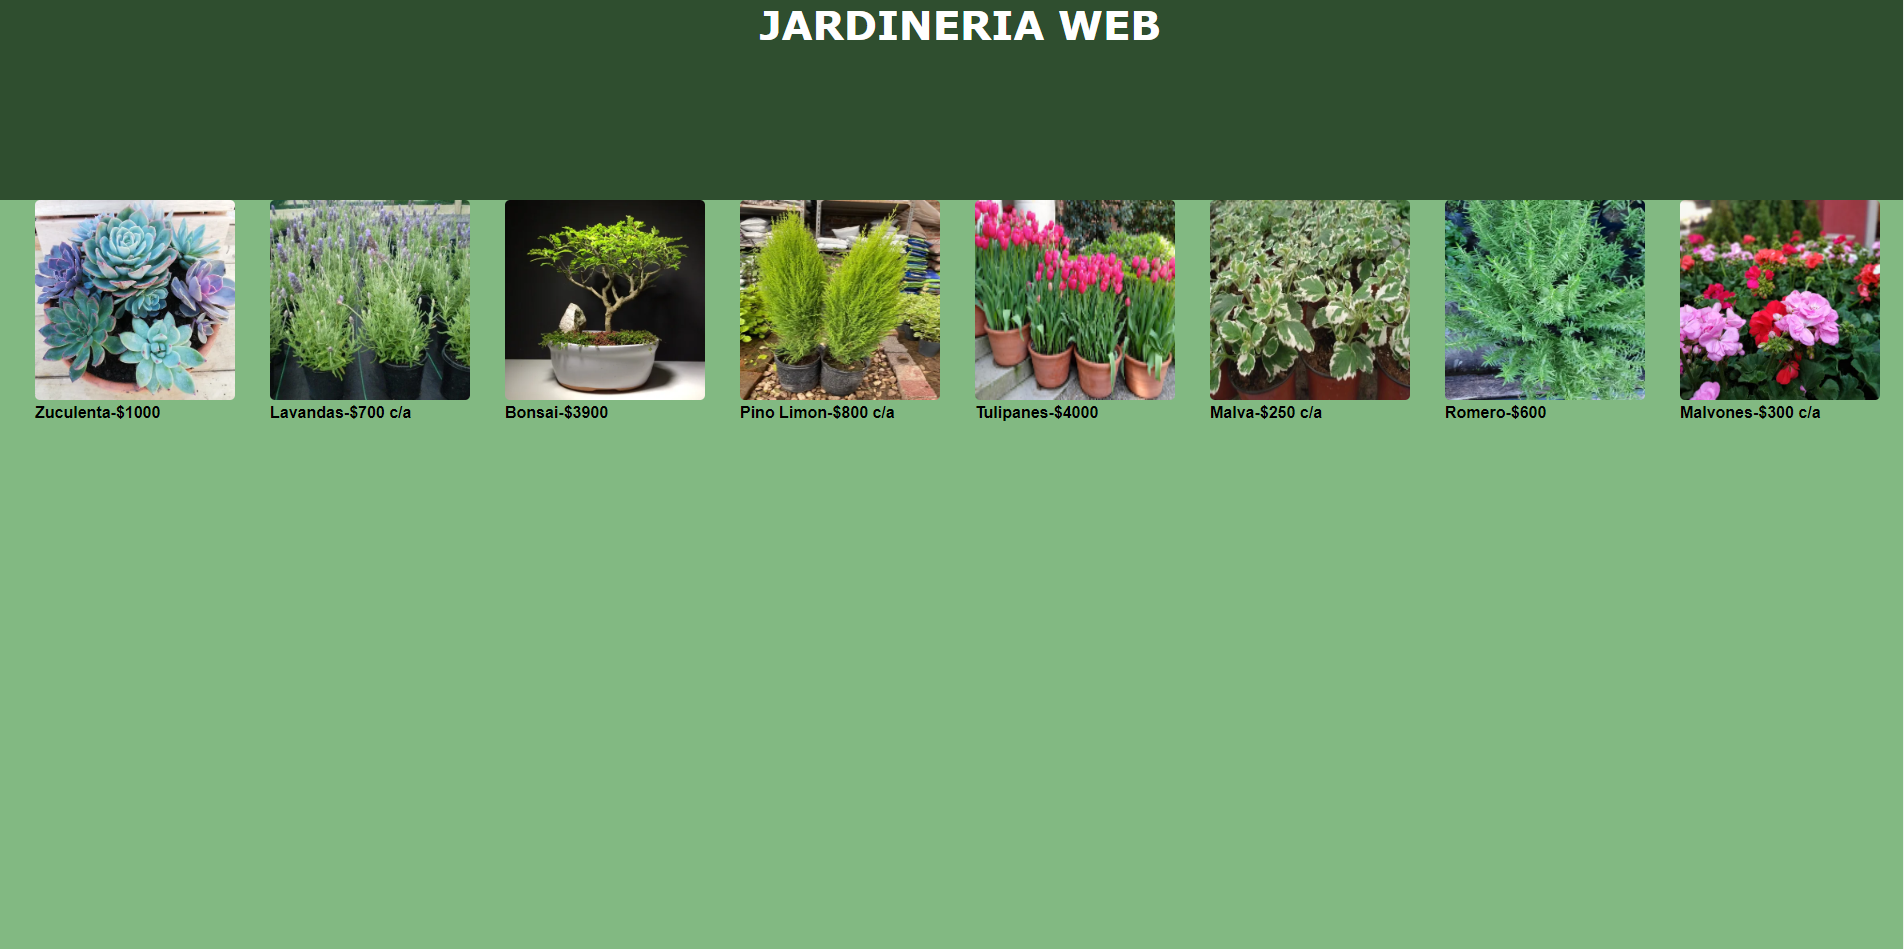 JARDINERIA WEB
Zuculenta-$1000
Lavandas-$700 c/a
Bonsai-$3900
Pino Limon-$800 c/a
Tulipanes-$4000
Malva-$250 c/a
Romero-$600
Malvones-$300 c/a